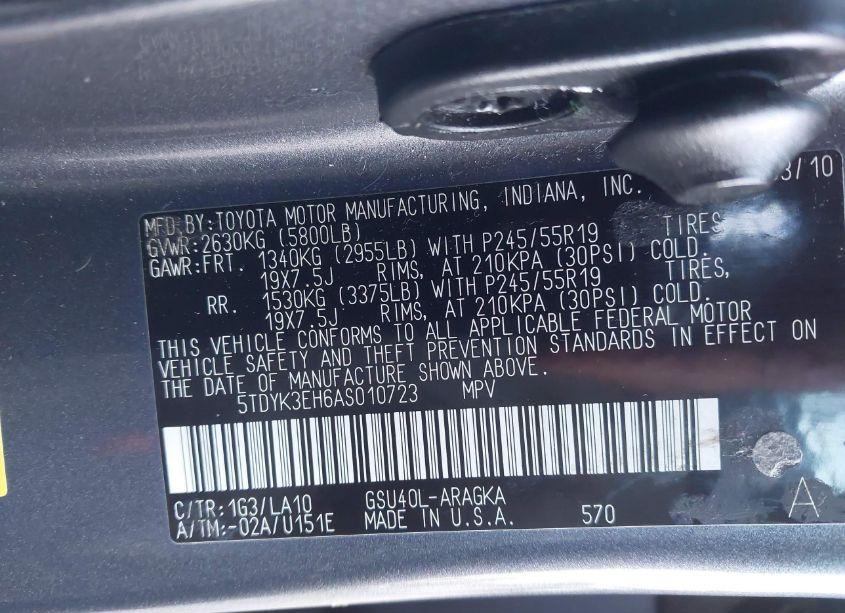 3/10
MFD.BY:TOYOTA MOTOR MANUFACTURING, INDIANA, INC.
GVWR:2630KG (5800LB)
GAWR:FRT. 1340KG (2955LB) WITH P245/55R19 TIRES
19X7.5J RIMS, AT 210KPA (30PSI) COLD.
RR. 1530KG (3375LB) WITH P245/55R19 TIRES,
19X7.5J RIMS, AT 210KPA (30PSI) COLD.
THIS VEHICLE CONFORMS TO ALL APPLICABLE FEDERAL MOTOR
VEHICLE SAFETY AND THEFT PREVENTION STANDARDS IN EFFECT ON
THE DATE OF MANUFACTURE SHOWN ABOVE.
5TDYK3EH6AS010723 MPV
C/TR:1G3/LA10 GSU40L-ARAGKA
A/TM:-02A/U151E MADE IN U.S.A. 570
A